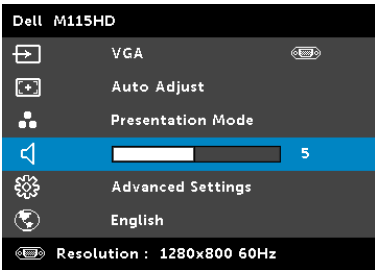 Dell M115HD
VGA
Auto Adjust
Presentation Mode
5
Advanced Settings
English
Resolution : 1280x800 60Hz